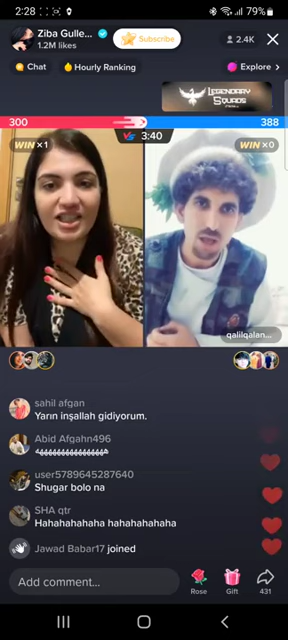 2:28
79%
Ziba Gulle...
1.2M likes
Subscribe
2.4K
Chat
Hourly Ranking
Explore
LEGENDARY
SQUADS
300
388
WIN ×1
VS 3:40
WIN ×0
qalilqalan...
sahil afgan
Yarın inşallah gidiyorum.
Abid Afgahn496
user5789645287640
Shugar bolo na
SHA qtr
Hahahahahaha hahahahahaha
Jawad Babar17 joined
Add comment...
Rose
Gift
431